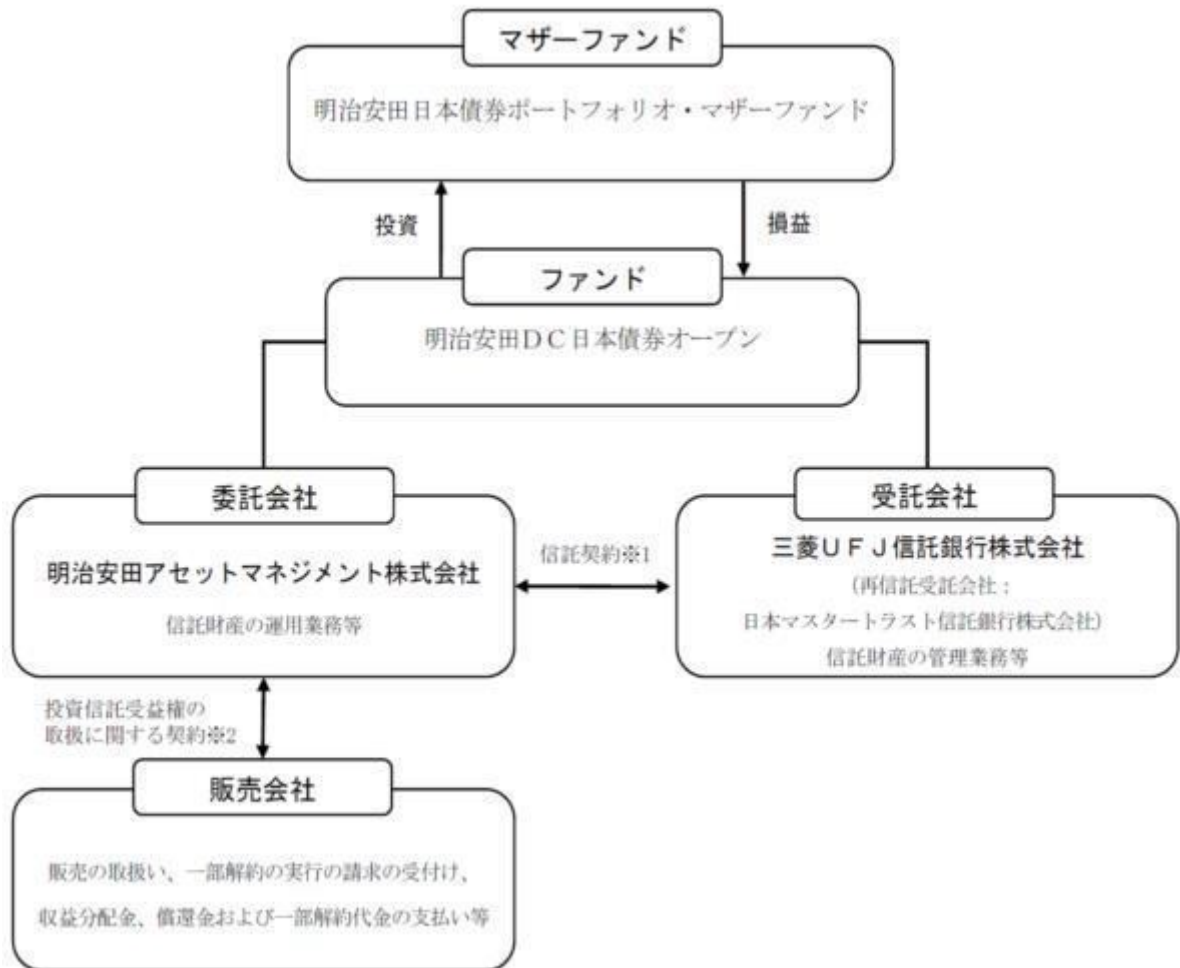 マザーファンド
明治安田日本債券ポートフォリオ・マザーファンド
投資
損益
ファンド
明治安田DC日本債券オープン
委託会社
明治安田アセットマネジメント株式会社
信託財産の運用業務等
信託契約※1
受託会社
三菱UFJ信託銀行株式会社
(再信託受託会社:
日本マスタートラスト信託銀行株式会社)
信託財産の管理業務等
投資信託受益権の
取扱に関する契約※2
販売会社
販売の取扱い、一部解約の実行の請求の受付け、
収益分配金、償還金および一部解約代金の支払い等